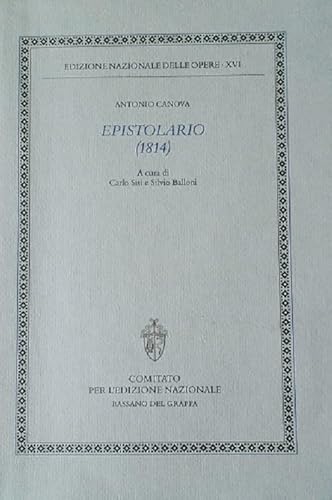 EDIZIONE NAZIONALE DELLE OPERE · XVI
ANTONIO CANOVA
EPISTOLARIO
(1814)
A cura di
Carlo Sisi e Silvio Balloni
COMITATO
PER L'EDIZIONE NAZIONALE
BASSANO DEL GRAPPA